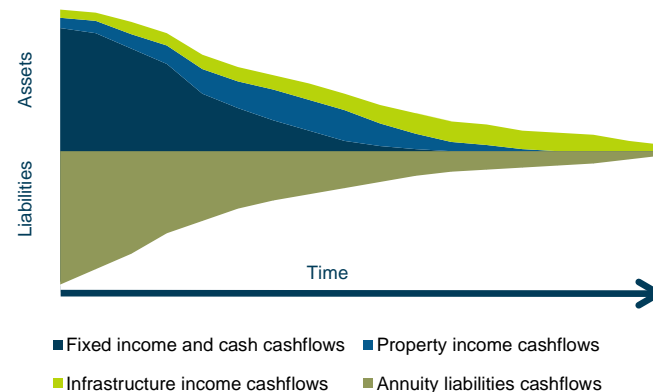 Assets
Liabilities
Time
Fixed income and cash cashflows
Property income cashflows
Infrastructure income cashflows
Annuity liabilities cashflows